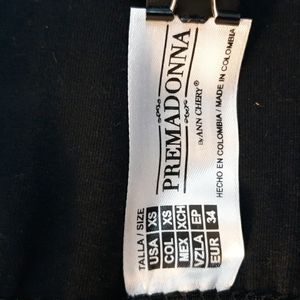 PREMADONNA
By ANN CHERY®
HECHO EN COLOMBIA / MADE IN COLOMBIA
TALLA / SIZE
USA XS
COL XS
MEX XCH
VZLA EP
EUR 34